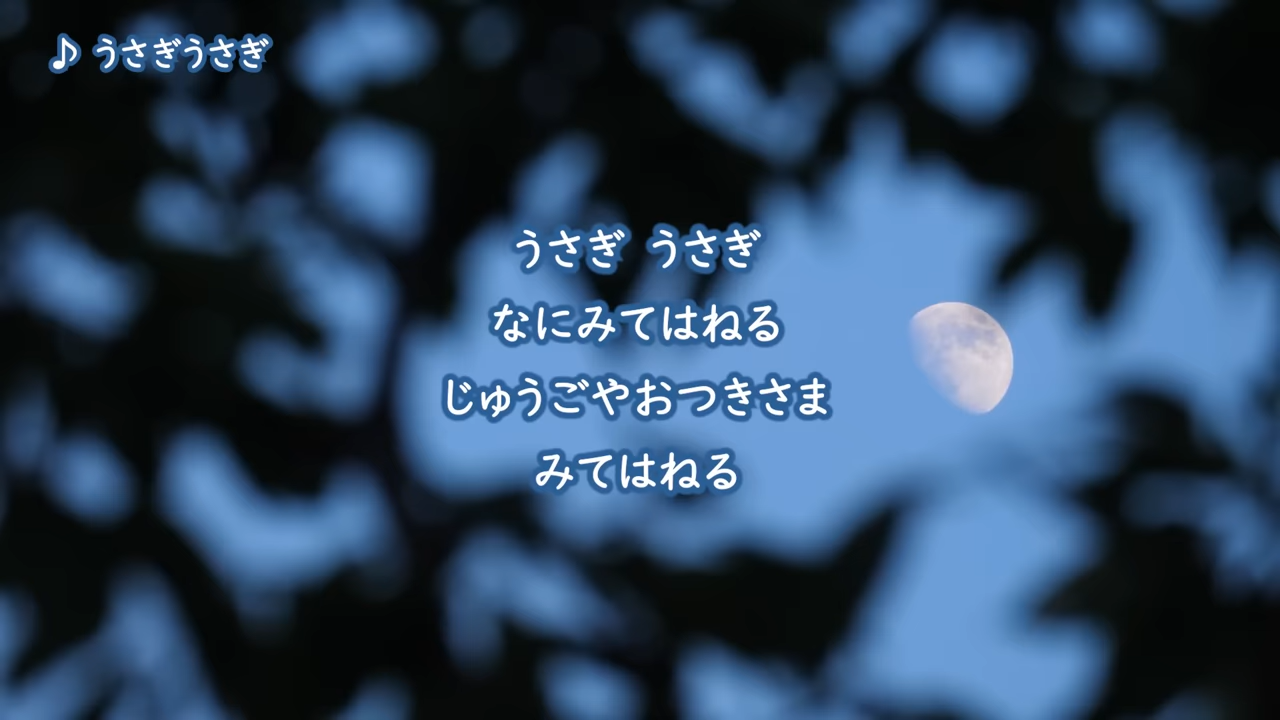 ♪ うさぎうさぎ
うさぎ うさぎ
なにみてはねる
じゅうごやおつきさま
みてはねる